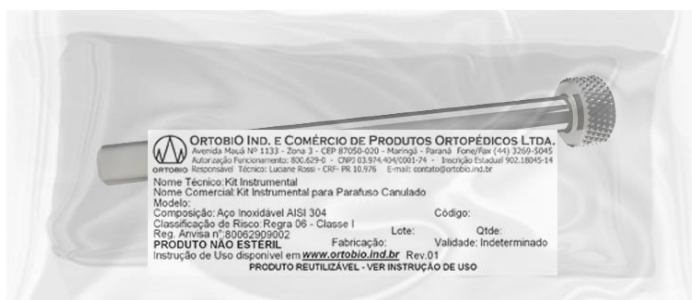 ORTOBIO IND. E COMÉRCIO DE PRODUTOS ORTOPÉDICOS LTDA.
Avenida Mauá Nº 1133 - Zona 3 - CEP 87050-020 - Maringá - Paraná Fone/Fax (44) 3269-5045
Autorização Funcionamento: 800.629-0 - CNPJ 03.974.404/0001-74 - Inscrição Estadual 902.18045-14
ORTOBIO Responsável Técnico: Luciane Rossi - CRF- PR 10.976 E-mail: contato@ortobio.ind.br
Nome Técnico: Kit Instrumental
Nome Comercial: Kit Instrumental para Parafuso Canulado
Modelo:
Composição: Aço Inoxidável AISI 304 Código:
Classificação de Risco: Regra 06 - Classe I
Reg. Anvisa nº: 80062909002 Lote: Qtde:
PRODUTO NÃO ESTÉRIL Fabricação: Validade: Indeterminado
Instrução de Uso disponível em www.ortobio.ind.br Rev.01
PRODUTO REUTILIZÁVEL - VER INSTRUÇÃO DE USO